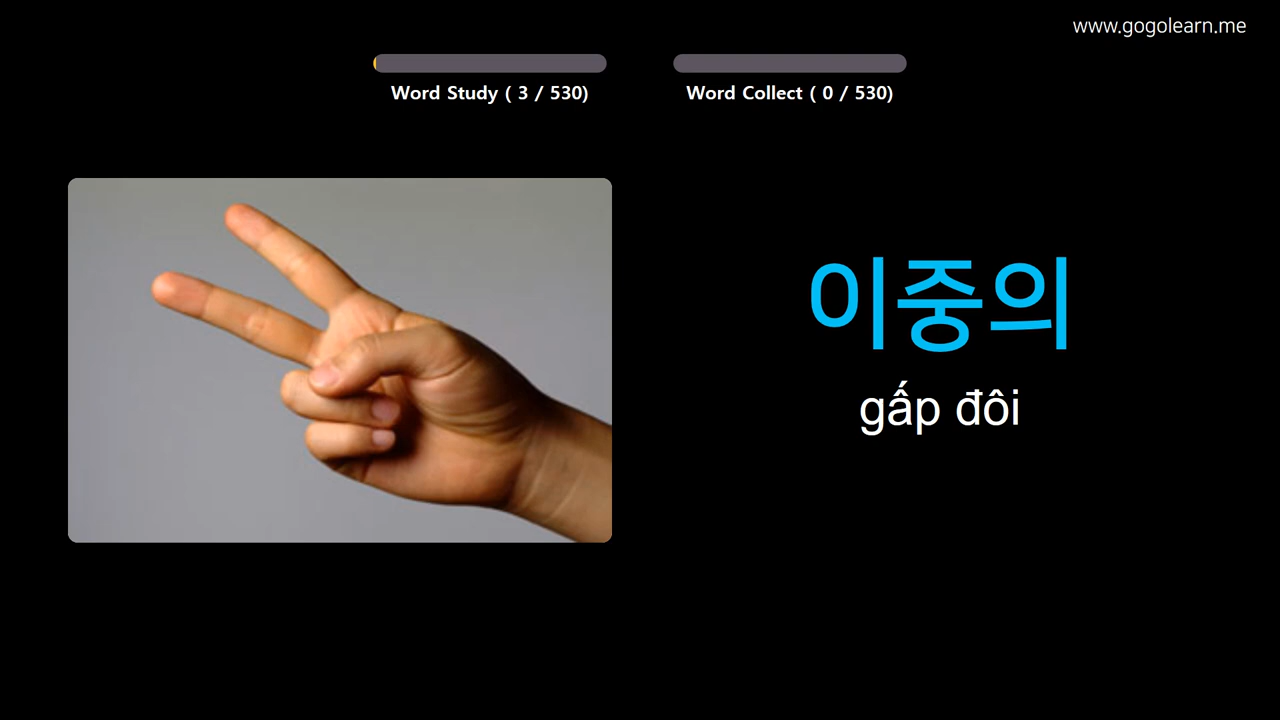 www.gogolearn.me
Word Study ( 3 / 530)
Word Collect ( 0 / 530)
이중의
gấp đôi